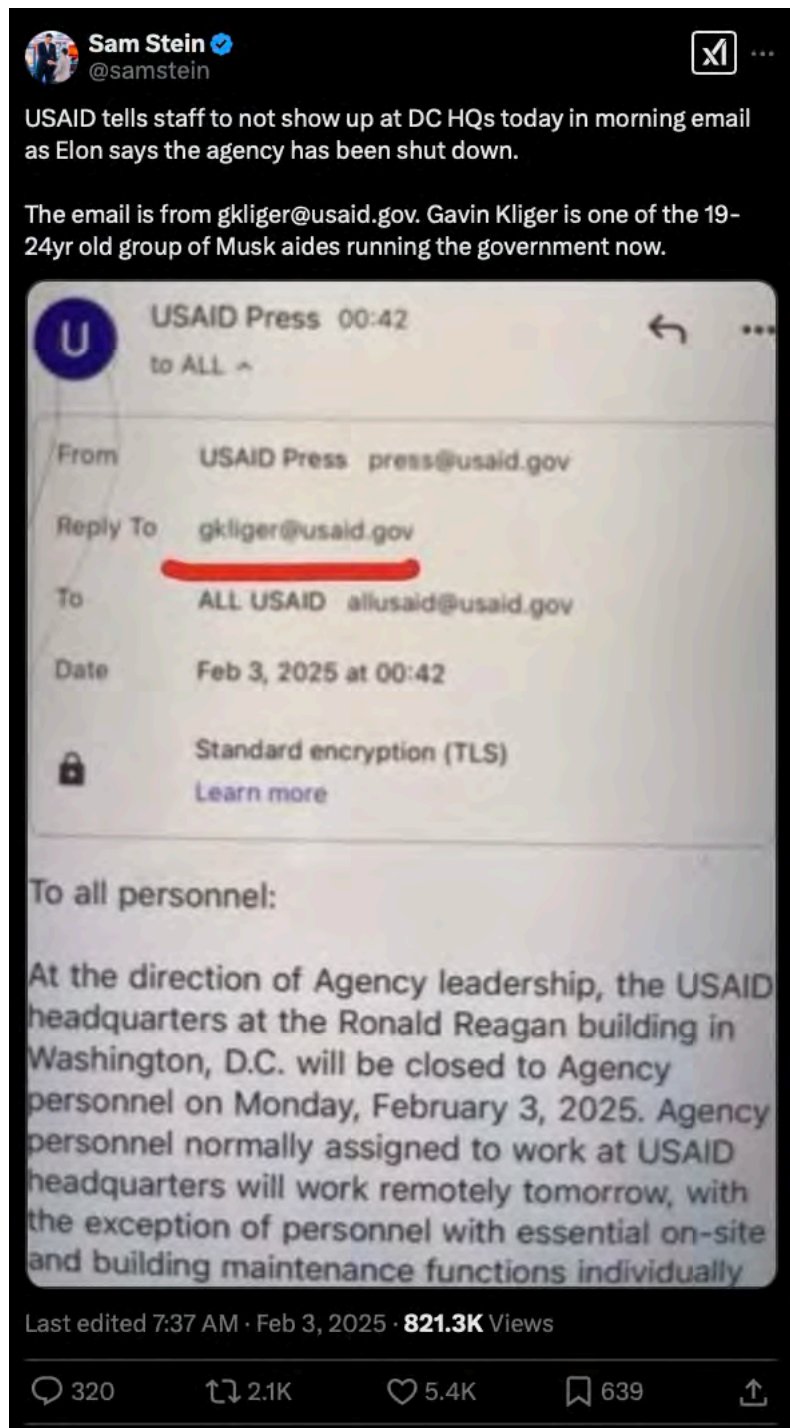 Sam Stein
@samstein
USAID tells staff to not show up at DC HQs today in morning email
as Elon says the agency has been shut down.
The email is from gkliger@usaid.gov. Gavin Kliger is one of the 19-
24yr old group of Musk aides running the government now.
U
USAID Press 00:42
to ALL
From USAID Press press@usaid.gov
Reply To gkliger@usaid.gov
To ALL USAID allusaid@usaid.gov
Date Feb 3, 2025 at 00:42
Standard encryption (TLS)
Learn more
To all personnel:
At the direction of Agency leadership, the USAID
headquarters at the Ronald Reagan building in
Washington, D.C. will be closed to Agency
personnel on Monday, February 3, 2025. Agency
personnel normally assigned to work at USAID
headquarters will work remotely tomorrow, with
the exception of personnel with essential on-site
and building maintenance functions individually
Last edited 7:37 AM · Feb 3, 2025 · 821.3K Views
320 2.1K 5.4K 639